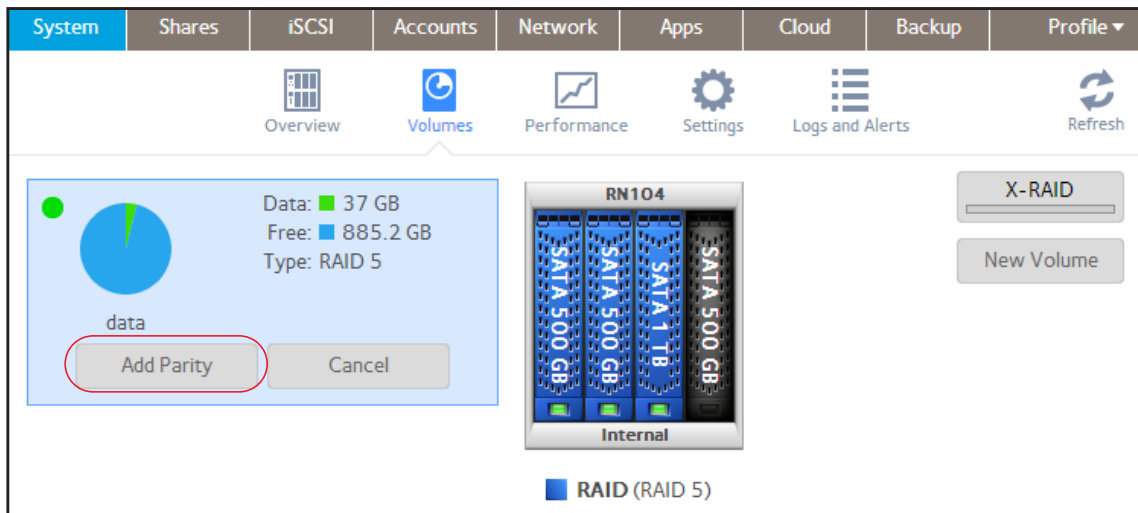 System Shares iSCSI Accounts Network Apps Cloud Backup Profile
Overview Volumes Performance Settings Logs and Alerts Refresh
Data: 37 GB
Free: 885.2 GB
Type: RAID 5
data
Add Parity Cancel
RN104
SATA 500 GB
SATA 500 GB
SATA 1 TB
SATA 500 GB
Internal
RAID (RAID 5)
X-RAID
New Volume